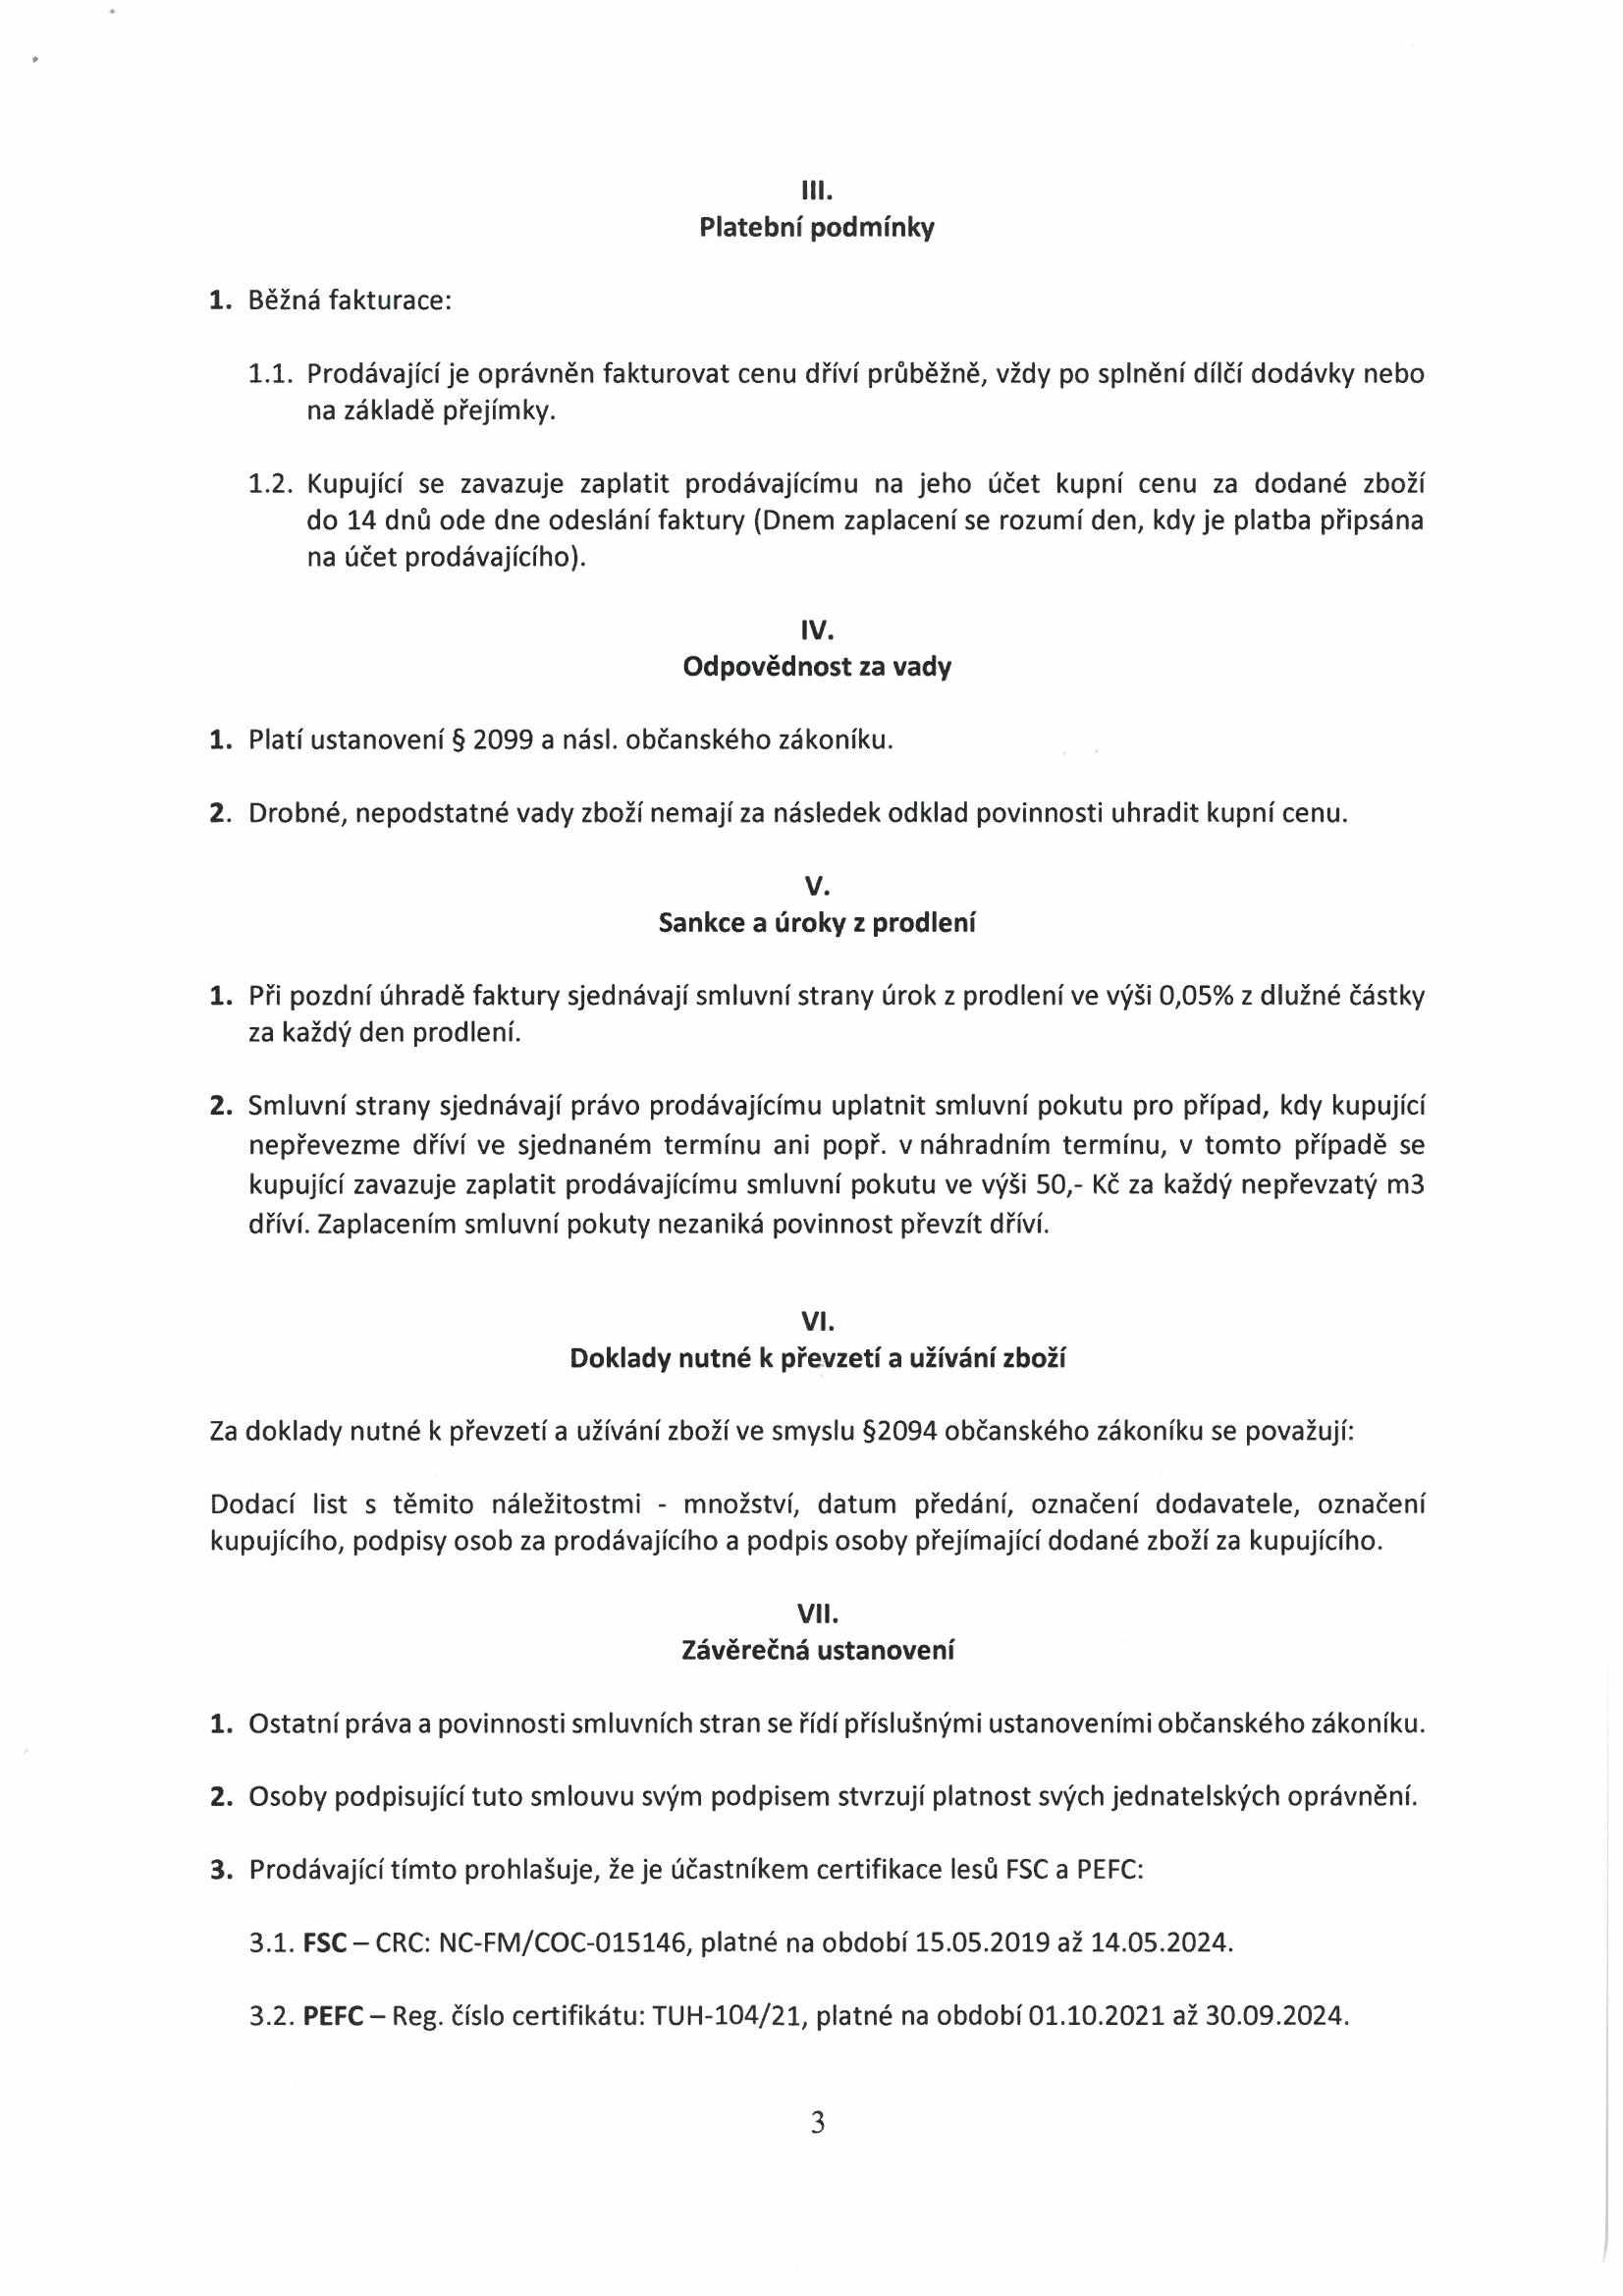 III.
Platební podmínky
1. Běžná fakturace:
1.1. Prodávající je oprávněn fakturovat cenu dříví průběžně, vždy po splnění dílčí dodávky nebo
na základě přejímky.
1.2. Kupující se zavazuje zaplatit prodávajícímu na jeho účet kupní cenu za dodané zboží
do 14 dnů ode dne odeslání faktury (Dnem zaplacení se rozumí den, kdy je platba připsána
na účet prodávajícího).
IV.
Odpovědnost za vady
1. Platí ustanovení § 2099 a násl. občanského zákoníku.
2. Drobné, nepodstatné vady zboží nemají za následek odklad povinnosti uhradit kupní cenu.
V.
Sankce a úroky z prodlení
1. Při pozdní úhradě faktury sjednávají smluvní strany úrok z prodlení ve výši 0,05% z dlužné částky
za každý den prodlení.
2. Smluvní strany sjednávají právo prodávajícímu uplatnit smluvní pokutu pro případ, kdy kupující
nepřevezme dříví ve sjednaném termínu ani popř. v náhradním termínu, v tomto případě se
kupující zavazuje zaplatit prodávajícímu smluvní pokutu ve výši 50,- Kč za každý nepřevzatý m3
dříví. Zaplacením smluvní pokuty nezaniká povinnost převzít dříví.
VI.
Doklady nutné k převzetí a užívání zboží
Za doklady nutné k převzetí a užívání zboží ve smyslu §2094 občanského zákoníku se považují:
Dodací list s těmito náležitostmi - množství, datum předání, označení dodavatele, označení
kupujícího, podpisy osob za prodávajícího a podpis osoby přejímající dodané zboží za kupujícího.
VII.
Závěrečná ustanovení
1. Ostatní práva a povinnosti smluvních stran se řídí příslušnými ustanoveními občanského zákoníku.
2. Osoby podpisující tuto smlouvu svým podpisem stvrzují platnost svých jednatelských oprávnění.
3. Prodávající tímto prohlašuje, že je účastníkem certifikace lesů FSC a PEFC:
3.1. FSC – CRC: NC-FM/COC-015146, platné na období 15.05.2019 až 14.05.2024.
3.2. PEFC – Reg. číslo certifikátu: TUH-104/21, platné na období 01.10.2021 až 30.09.2024.
3